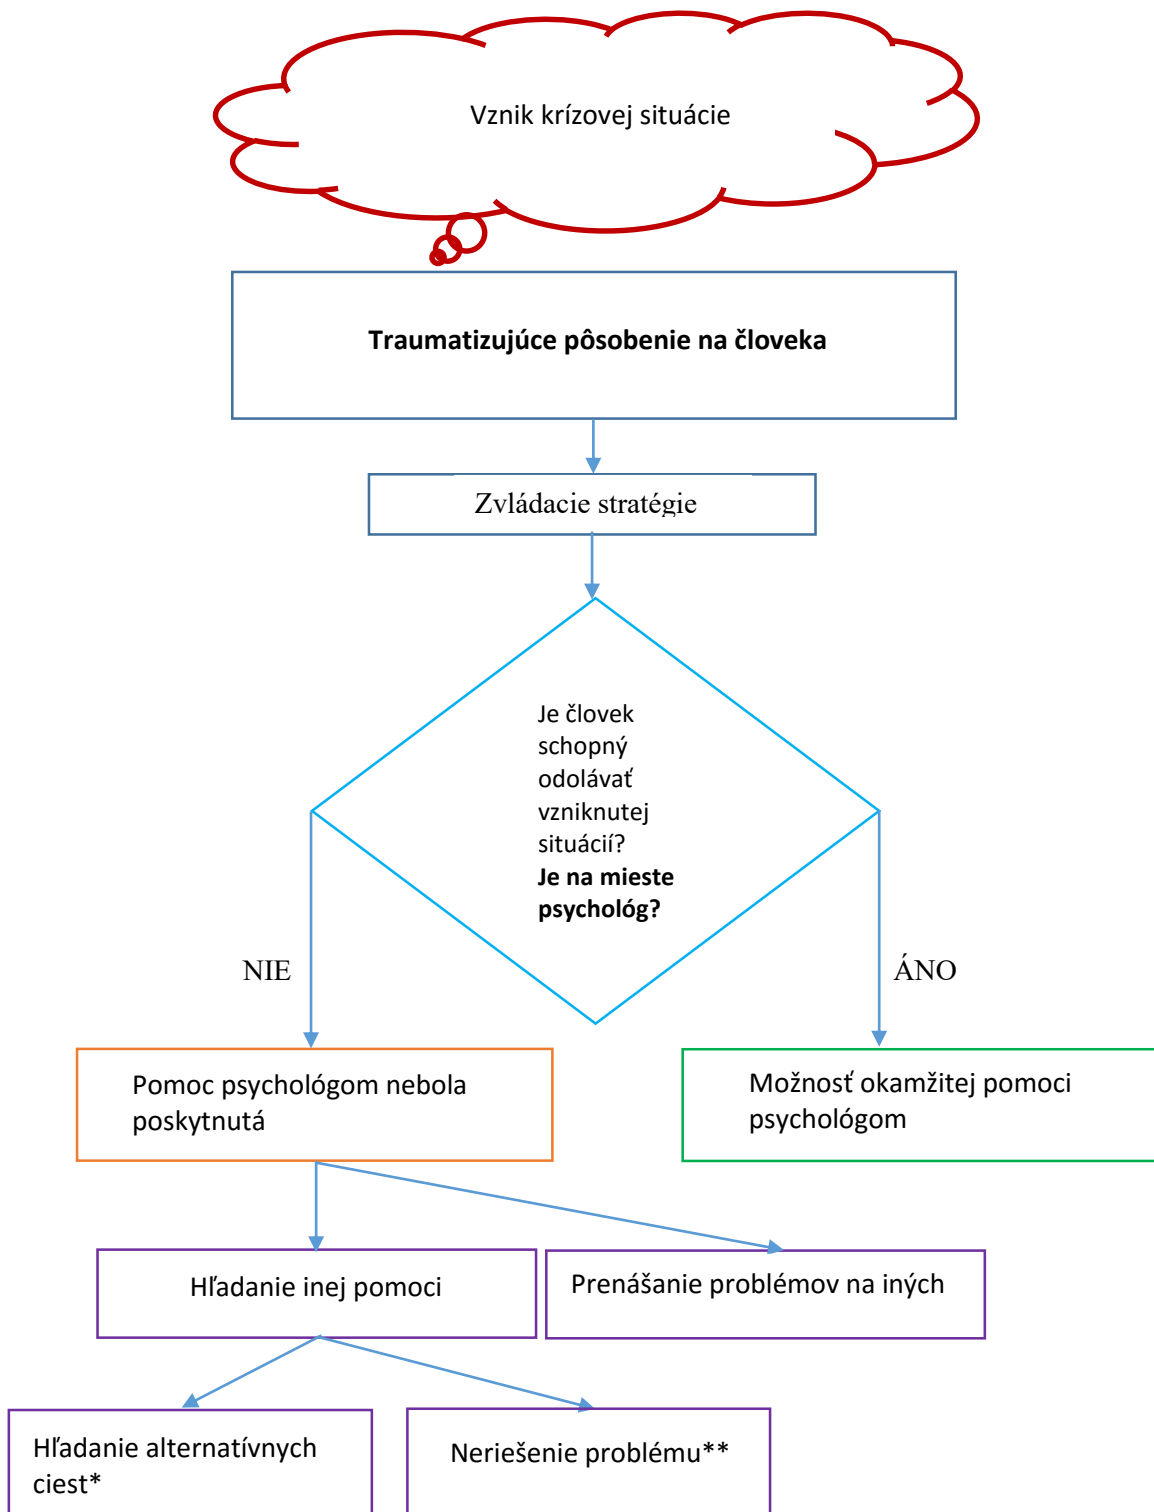 Vznik krízovej situácie
Traumatizujúce pôsobenie na človeka
Zvládacie stratégie
Je človek
schopný
odolávať
vzniknutej
situácií?
Je na mieste
psychológ?
NIE
ÁNO
Pomoc psychológom nebola
poskytnutá
Možnosť okamžitej pomoci
psychológom
Hľadanie inej pomoci
Prenášanie problémov na iných
Hľadanie alternatívnych
ciest*
Neriešenie problému**